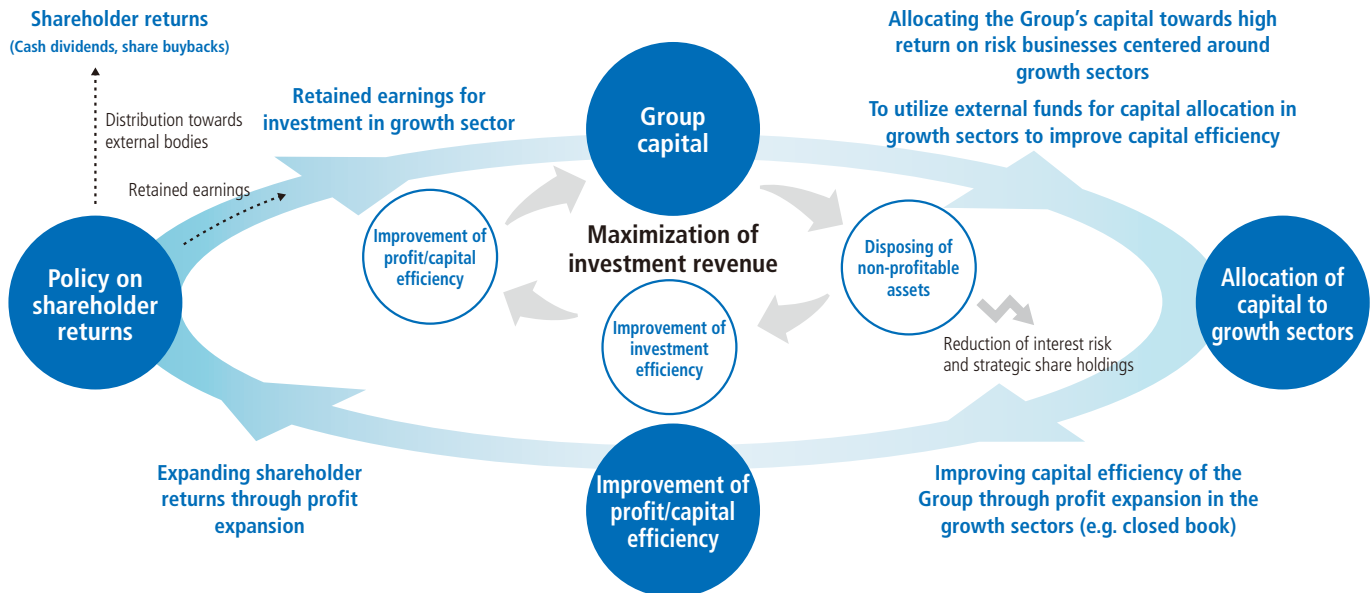 Shareholder returns
(Cash dividends, share buybacks)
Distribution towards
external bodies
Retained earnings
Retained earnings for
investment in growth sector
Group
capital
Allocating the Group’s capital towards high
return on risk businesses centered around
growth sectors
To utilize external funds for capital allocation in
growth sectors to improve capital efficiency
Policy on
shareholder
returns
Improvement of
profit/capital
efficiency
Maximization of
investment revenue
Disposing of
non-profitable
assets
Improvement of
investment
efficiency
Reduction of interest risk
and strategic share holdings
Allocation of
capital to
growth sectors
Expanding shareholder
returns through profit
expansion
Improvement of
profit/capital
efficiency
Improving capital efficiency of the
Group through profit expansion in the
growth sectors (e.g. closed book)